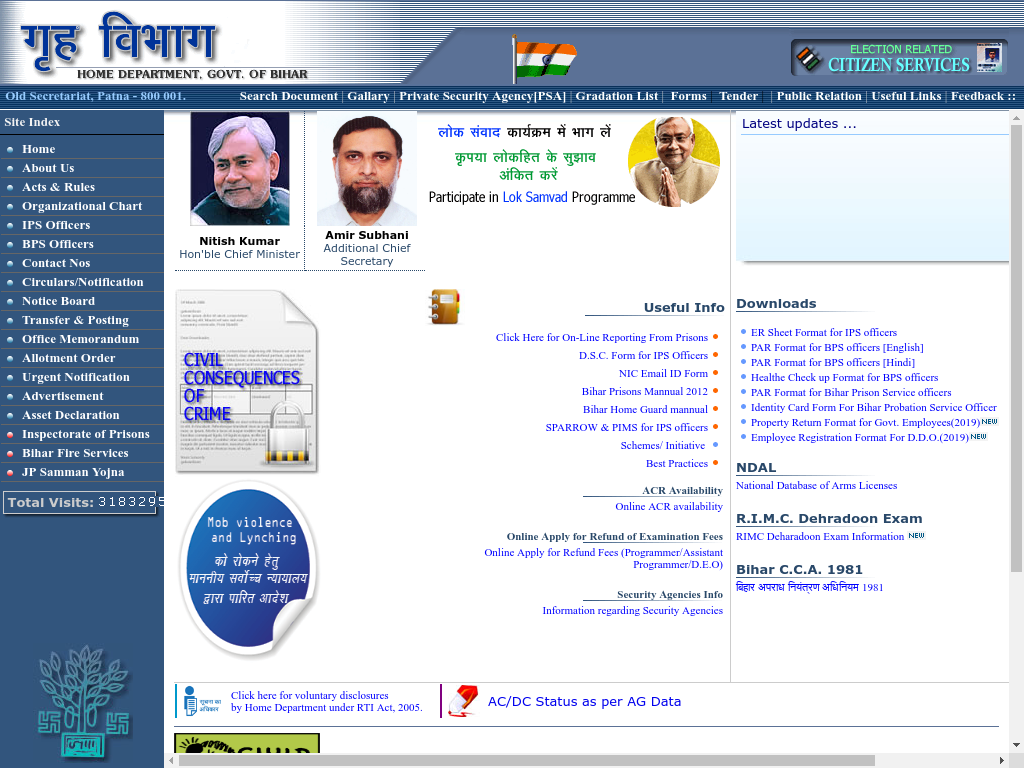 गृह विभाग
HOME DEPARTMENT, GOVT. OF BIHAR
ELECTION RELATED
CITIZEN SERVICES
Old Secretariat, Patna - 800 001.
Search Document | Gallary | Private Security Agency[PSA] | Gradation List | Forms | Tender | | Public Relation | Useful Links | Feedback ::
Site Index
Home
About Us
Acts & Rules
Organizational Chart
IPS Officers
BPS Officers
Contact Nos
Circulars/Notification
Notice Board
Transfer & Posting
Office Memorandum
Allotment Order
Urgent Notification
Advertisement
Asset Declaration
Inspectorate of Prisons
Bihar Fire Services
JP Samman Yojna
Total Visits: 3183295
Nitish Kumar
Hon'ble Chief Minister
Amir Subhani
Additional Chief
Secretary
लोक संवाद कार्यक्रम में भाग लें
कृपया लोकहित के सुझाव
अंकित करें
Participate in Lok Samvad Programme
Latest updates ...
CIVIL
CONSEQUENCES
OF
CRIME
Mob violence
and Lynching
को रोकने हेतु
माननीय सर्वोच्च न्यायालय
द्वारा पारित आदेश
Useful Info
Click Here for On-Line Reporting From Prisons
D.S.C. Form for IPS Officers
NIC Email ID Form
Bihar Prisons Mannual 2012
Bihar Home Guard mannual
SPARROW & PIMS for IPS officers
Schemes/ Initiative
Best Practices
ACR Availability
Online ACR availability
Online Apply for Refund of Examination Fees
Online Apply for Refund Fees (Programmer/Assistant
Programmer/D.E.O)
Security Agencies Info
Information regarding Security Agencies
Downloads
ER Sheet Format for IPS officers
PAR Format for BPS officers [English]
PAR Format for BPS officers [Hindi]
Healthe Check up Format for BPS officers
PAR Format for Bihar Prison Service officers
Identity Card Form For Bihar Probation Service Officer
Property Return Format for Govt. Employees(2019) NEW
Employee Registration Format For D.D.O.(2019) NEW
NDAL
National Database of Arms Licenses
R.I.M.C. Dehradoon Exam
RIMC Deharadoon Exam Information NEW
Bihar C.C.A. 1981
बिहार अपराध नियंत्रण अधिनियम 1981
सूचना का
अधिकार
Click here for voluntary disclosures
by Home Department under RTI Act, 2005.
AC/DC Status as per AG Data